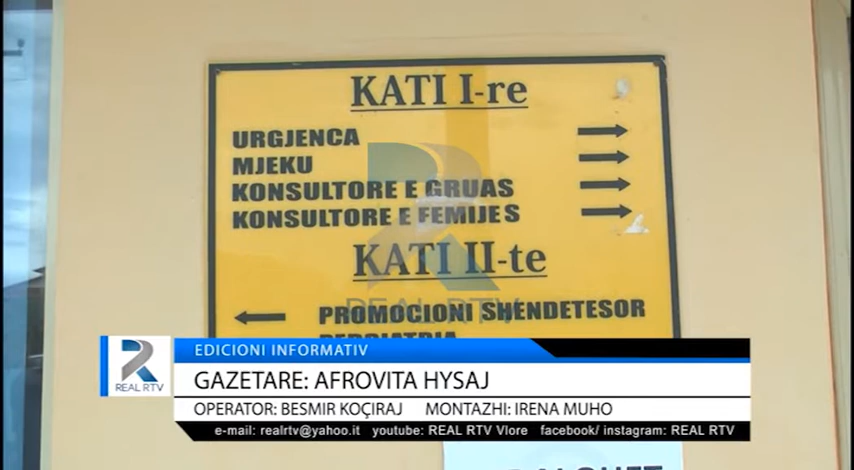 KATI I-re
URGJENCA
MJEKU
KONSULTORE E GRUAS
KONSULTORE E FEMIJES
KATI II-te
PROMOCIONI SHENDETESOR
REAL RTV
REAL RTV
EDICIONI INFORMATIV
GAZETARE: AFROVITA HYSAJ
OPERATOR: BESMIR KOÇIRAJ MONTAZHI: IRENA MUHO
e-mail: realrtv@yahoo.it youtube: REAL RTV Vlore facebook/ instagram: REAL RTV